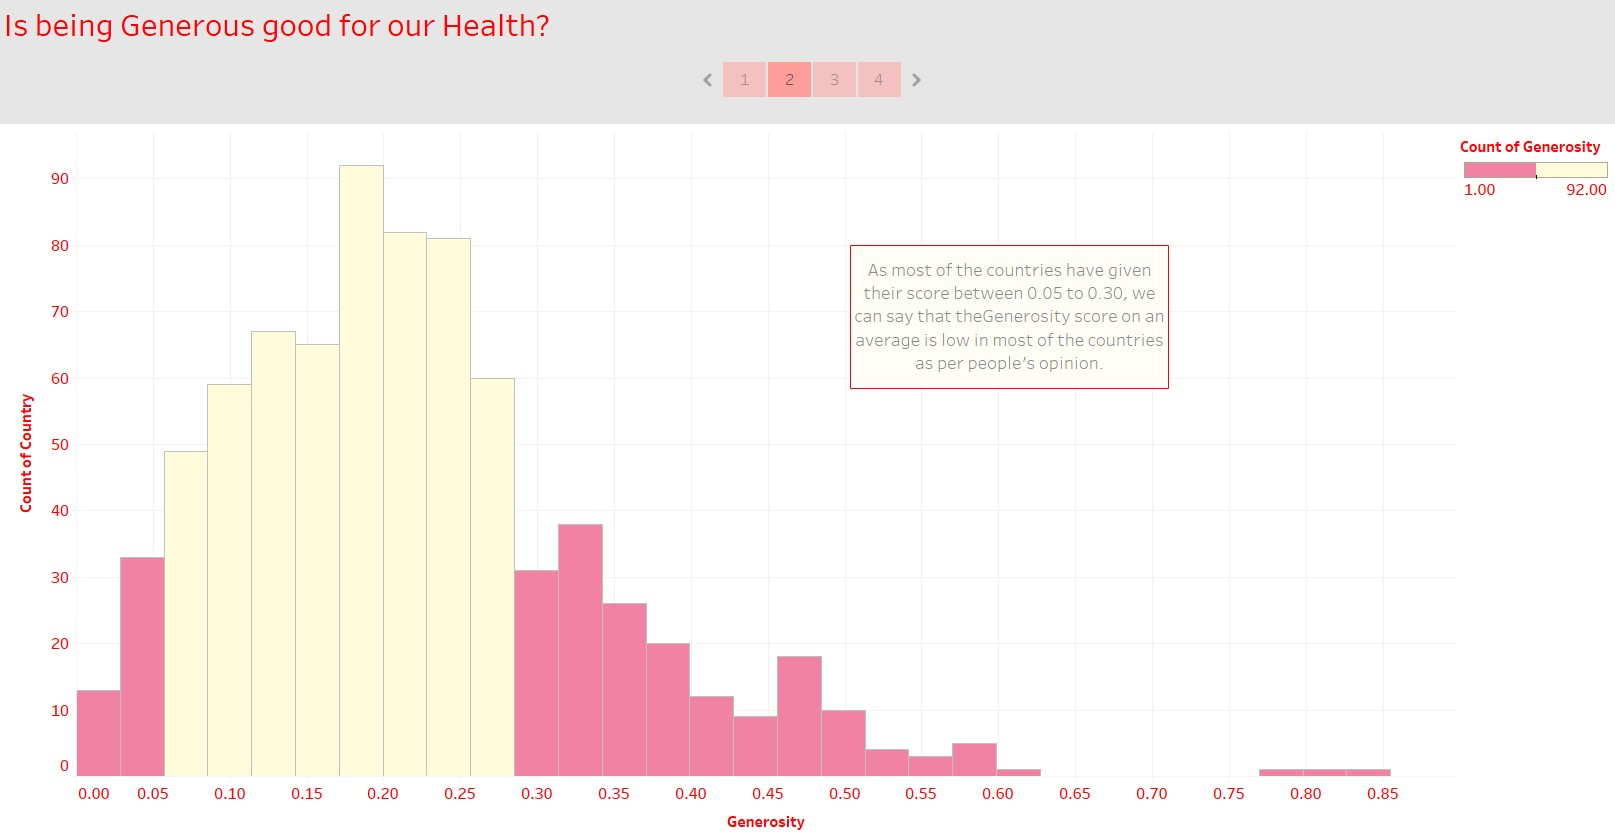 Is being Generous good for our Health?
1 2 3 4
Count of Generosity
1.00 92.00
90
80
70
60
50
40
30
20
10
0
Count of Country
As most of the countries have given
their score between 0.05 to 0.30, we
can say that theGenerosity score on an
average is low in most of the countries
as per people’s opinion.
0.00 0.05 0.10 0.15 0.20 0.25 0.30 0.35 0.40 0.45 0.50 0.55 0.60 0.65 0.70 0.75 0.80 0.85
Generosity